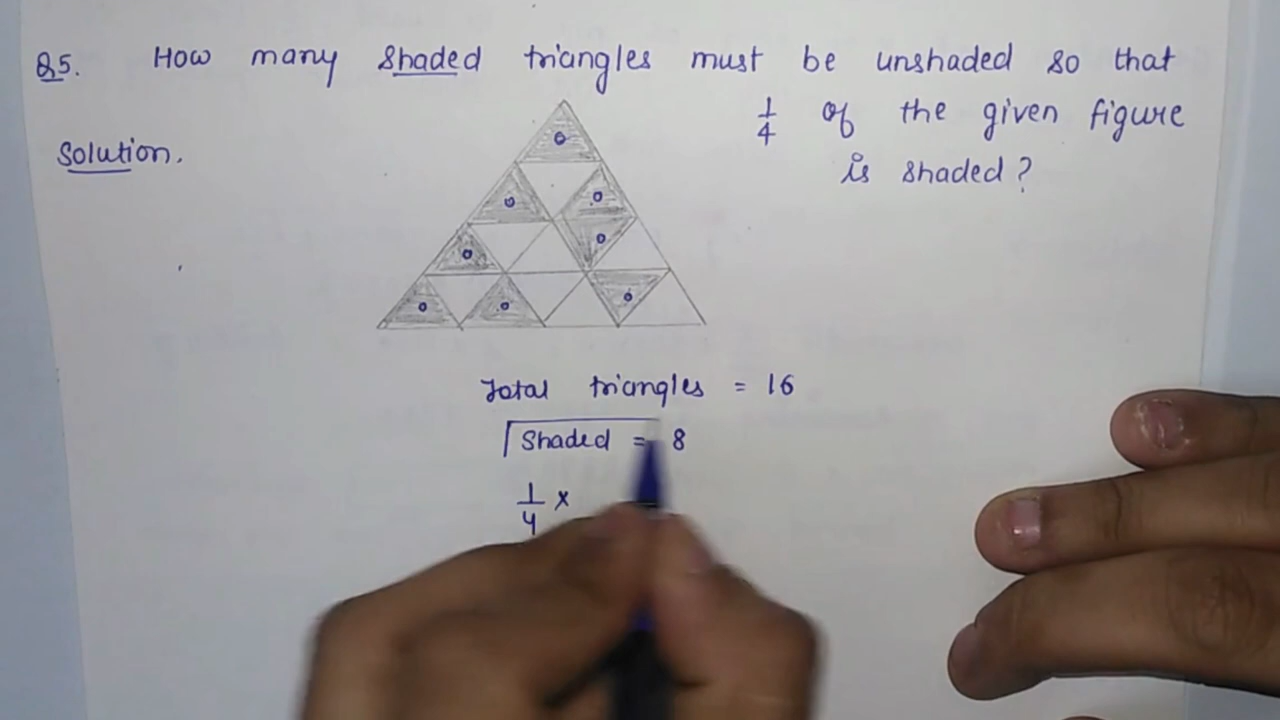 Q5. How many shaded triangles must be unshaded so that
1/4 of the given figure
is shaded?
Solution.
Total triangles = 16
Shaded = 8
1/4 ×